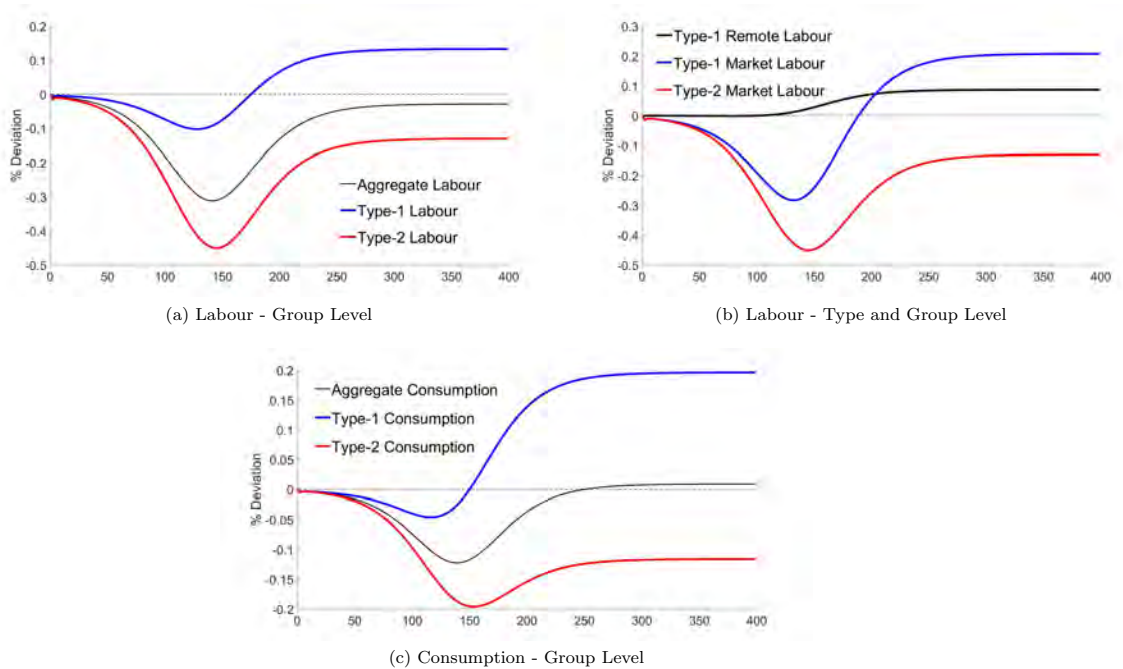 0.2
0.1
0
-0.1
-0.2
-0.3
-0.4
-0.5
% Deviation
Aggregate Labour
Type-1 Labour
Type-2 Labour
0 50 100 150 200 250 300 350 400
(a) Labour - Group Level
0.3
0.2
0.1
0
-0.1
-0.2
-0.3
-0.4
-0.5
% Deviation
Type-1 Remote Labour
Type-1 Market Labour
Type-2 Market Labour
0 50 100 150 200 250 300 350 400
(b) Labour - Type and Group Level
0.2
0.15
0.1
0.05
0
-0.05
-0.1
-0.15
-0.2
% Deviation
Aggregate Consumption
Type-1 Consumption
Type-2 Consumption
0 50 100 150 200 250 300 350 400
(c) Consumption - Group Level